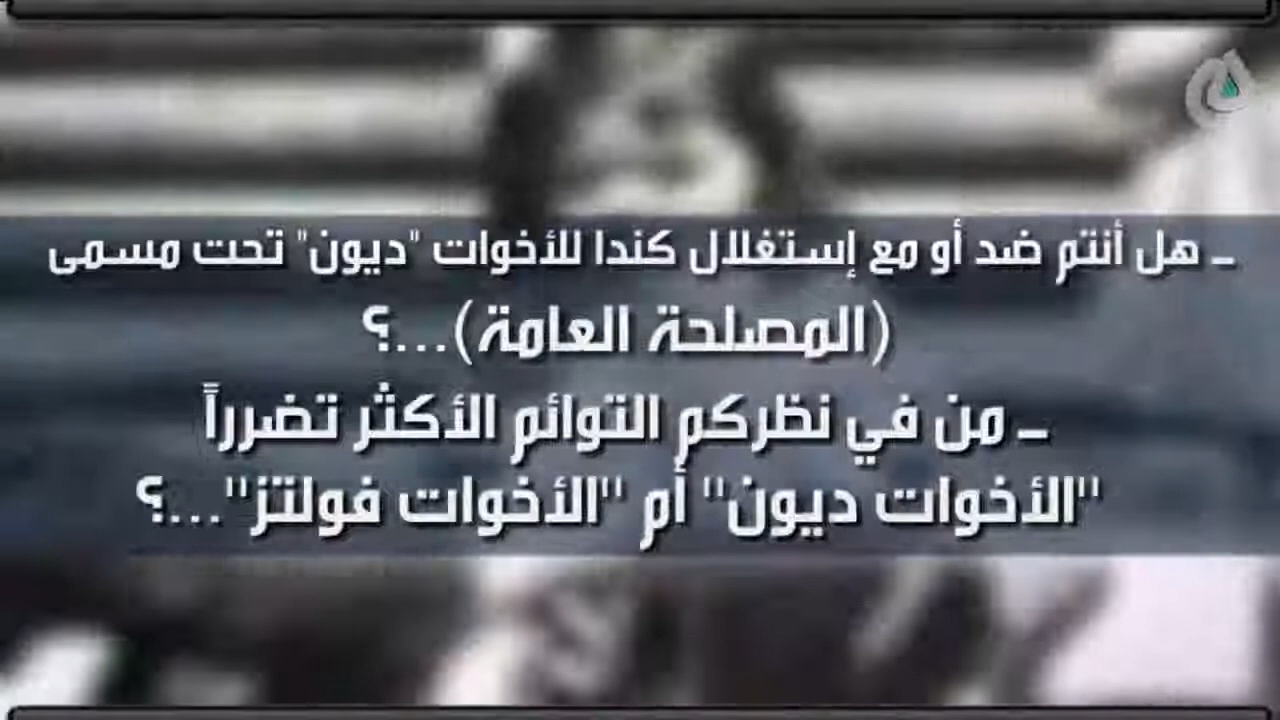 ـ هل أنتم ضد أو مع إستغلال كندا للأخوات "ديون" تحت مسمى
(المصلحة العامة)...؟
ـ من في نظركم التوائم الأكثر تضرراً
"الأخوات ديون" أم "الأخوات فولتز"...؟